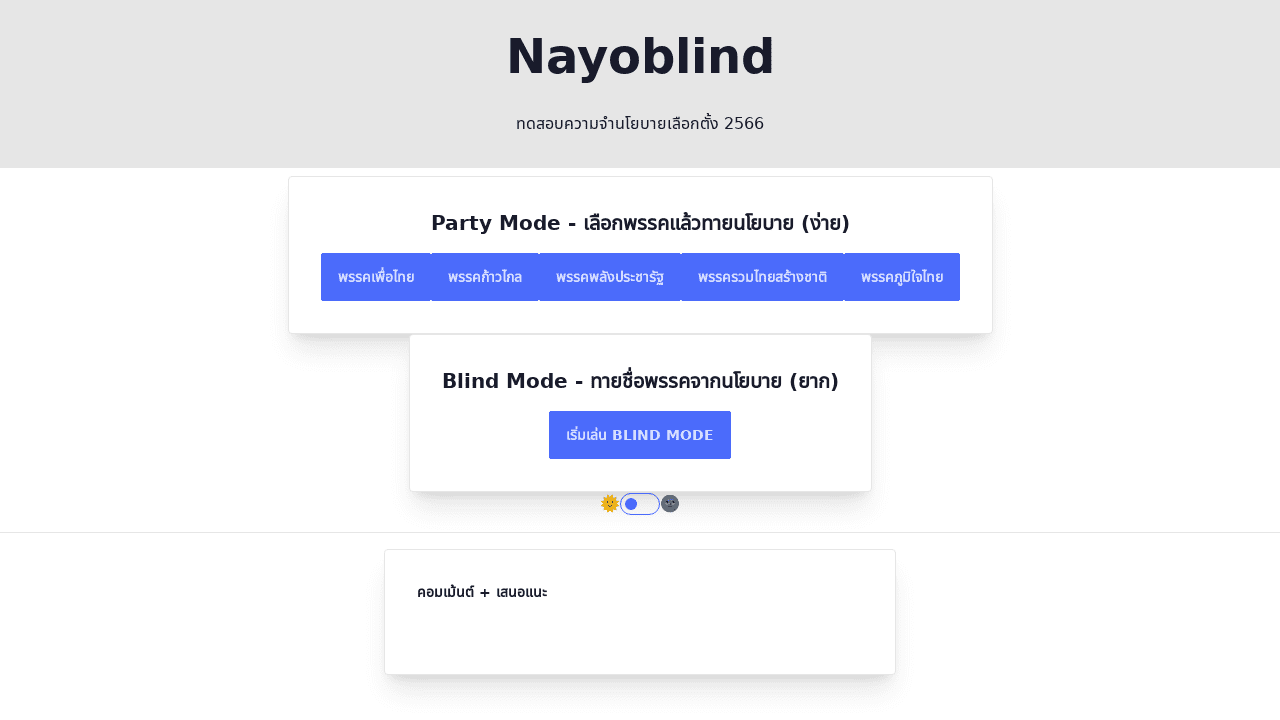 Nayoblind
ทดสอบความจำนโยบายเลือกตั้ง 2566
Party Mode - เลือกพรรคแล้วทายนโยบาย (ง่าย)
พรรคเพื่อไทย พรรคก้าวไกล พรรคพลังประชารัฐ พรรครวมไทยสร้างชาติ พรรคภูมิใจไทย
Blind Mode - ทายชื่อพรรคจากนโยบาย (ยาก)
เริ่มเล่น BLIND MODE
คอมเม้นต์ + เสนอแนะ